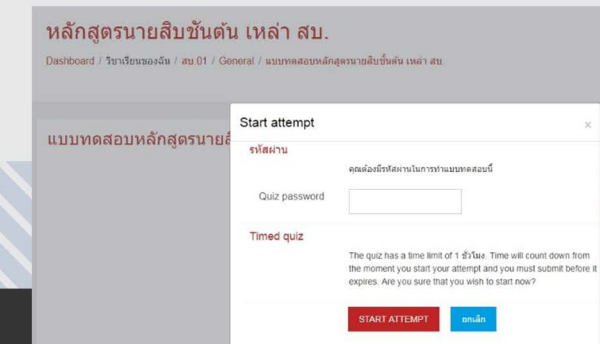 หลักสูตรนายสิบชั้นต้น เหล่า สบ.
Dashboard / วิชาเรียนของฉัน / สบ.01 / General / แบบทดสอบหลักสูตรนายสิบชั้นต้น เหล่า สบ.
แบบทดสอบหลักสูตรนายสิ
Start attempt ×
รหัสผ่าน
คุณต้องมีรหัสผ่านในการทำแบบทดสอบนี้
Quiz password
Timed quiz
The quiz has a time limit of 1 ชั่วโมง. Time will count down from
the moment you start your attempt and you must submit before it
expires. Are you sure that you wish to start now?
START ATTEMPT ยกเลิก